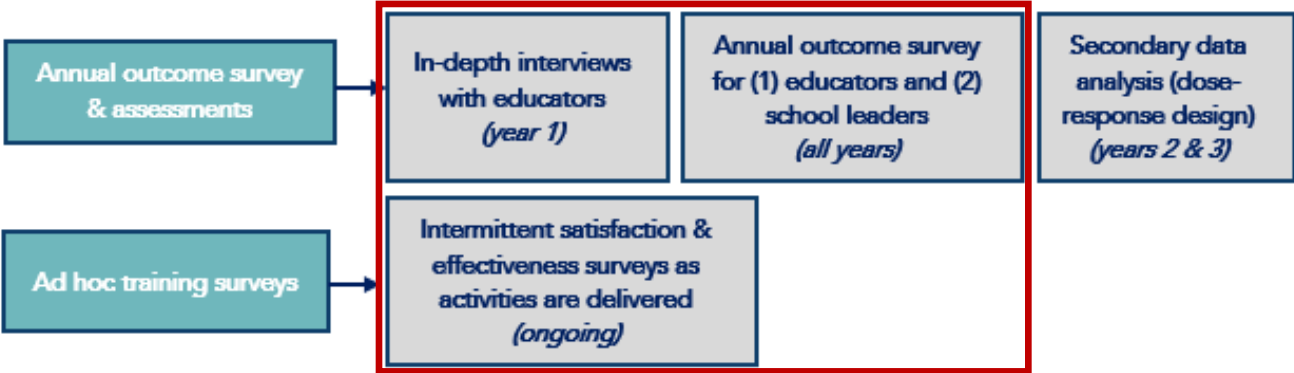 Annual outcome survey
& assessments
In-depth interviews
with educators
(year 1)
Annual outcome survey
for (1) educators and (2)
school leaders
(all years)
Secondary data
analysis (dose-
response design)
(years 2 & 3)
Ad hoc training surveys
Intermittent satisfaction &
effectiveness surveys as
activities are delivered
(ongoing)